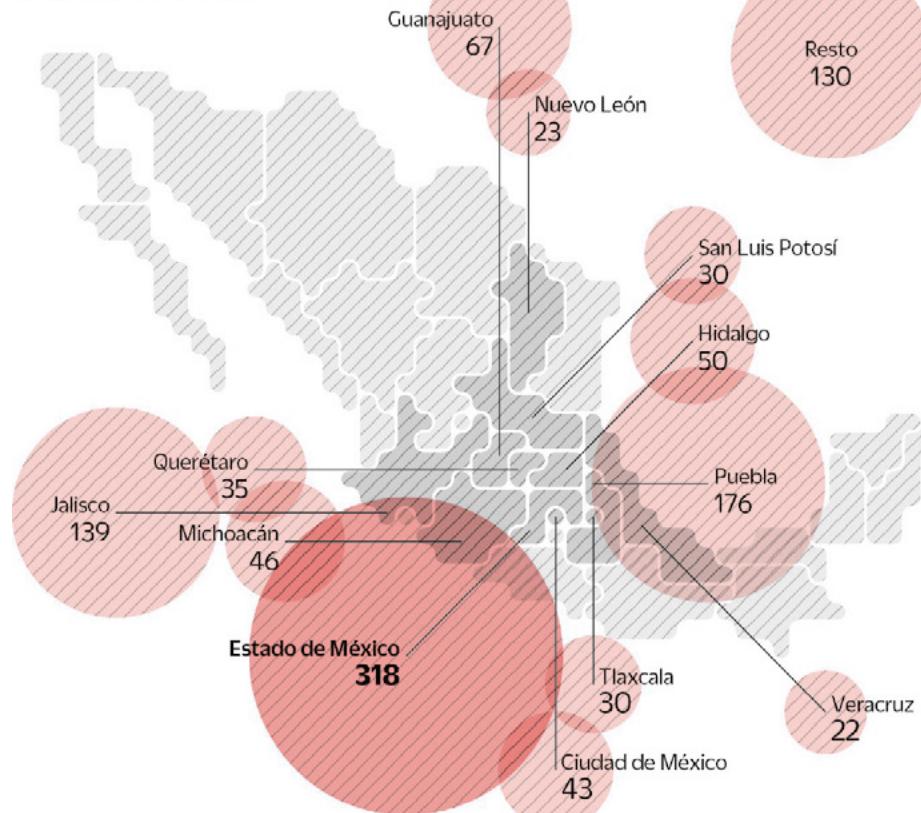 Guanajuato
67
Resto
130
Nuevo León
23
San Luis Potosí
30
Hidalgo
50
Querétaro
35
Puebla
176
Jalisco
139
Michoacán
46
Estado de México
318
Tlaxcala
30
Veracruz
22
Ciudad de México
43